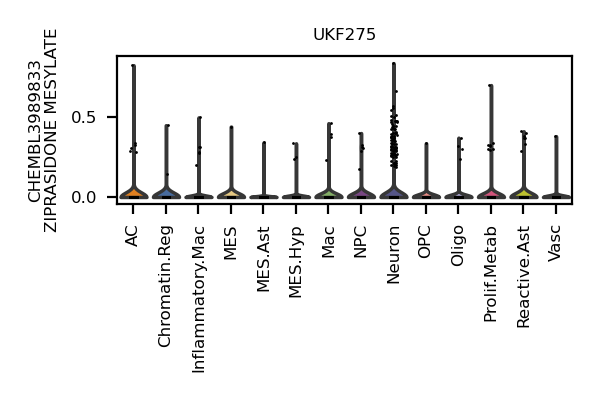 UKF275
CHEMBL3989833
ZIPRASIDONE MESYLATE
0.5
0.0
AC
Chromatin.Reg
Inflammatory.Mac
MES
MES.Ast
MES.Hyp
Mac
NPC
Neuron
OPC
Oligo
Prolif.Metab
Reactive.Ast
Vasc